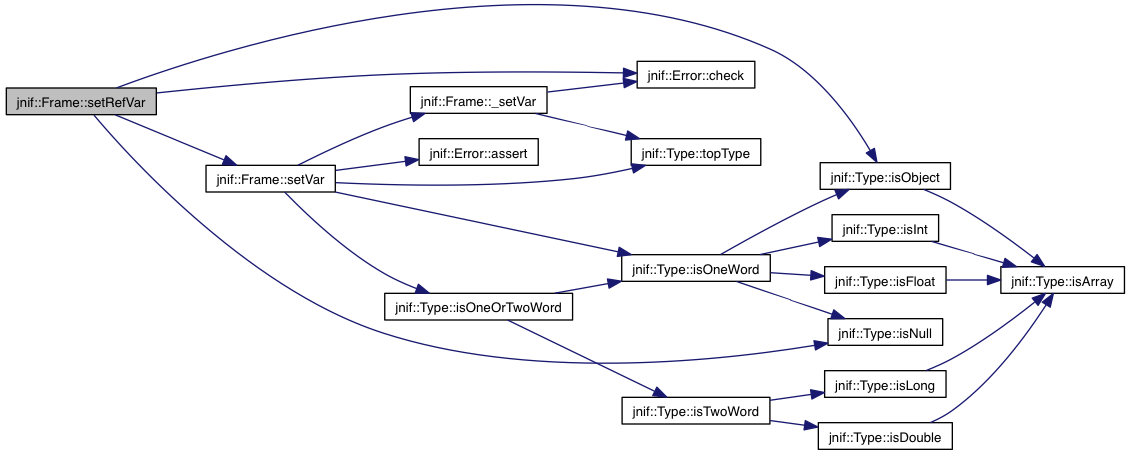 jnif::Frame::setRefVar
jnif::Error::check
jnif::Frame::_setVar
jnif::Error::assert
jnif::Type::topType
jnif::Frame::setVar
jnif::Type::isObject
jnif::Type::isInt
jnif::Type::isOneWord
jnif::Type::isFloat
jnif::Type::isArray
jnif::Type::isOneOrTwoWord
jnif::Type::isNull
jnif::Type::isLong
jnif::Type::isTwoWord
jnif::Type::isDouble